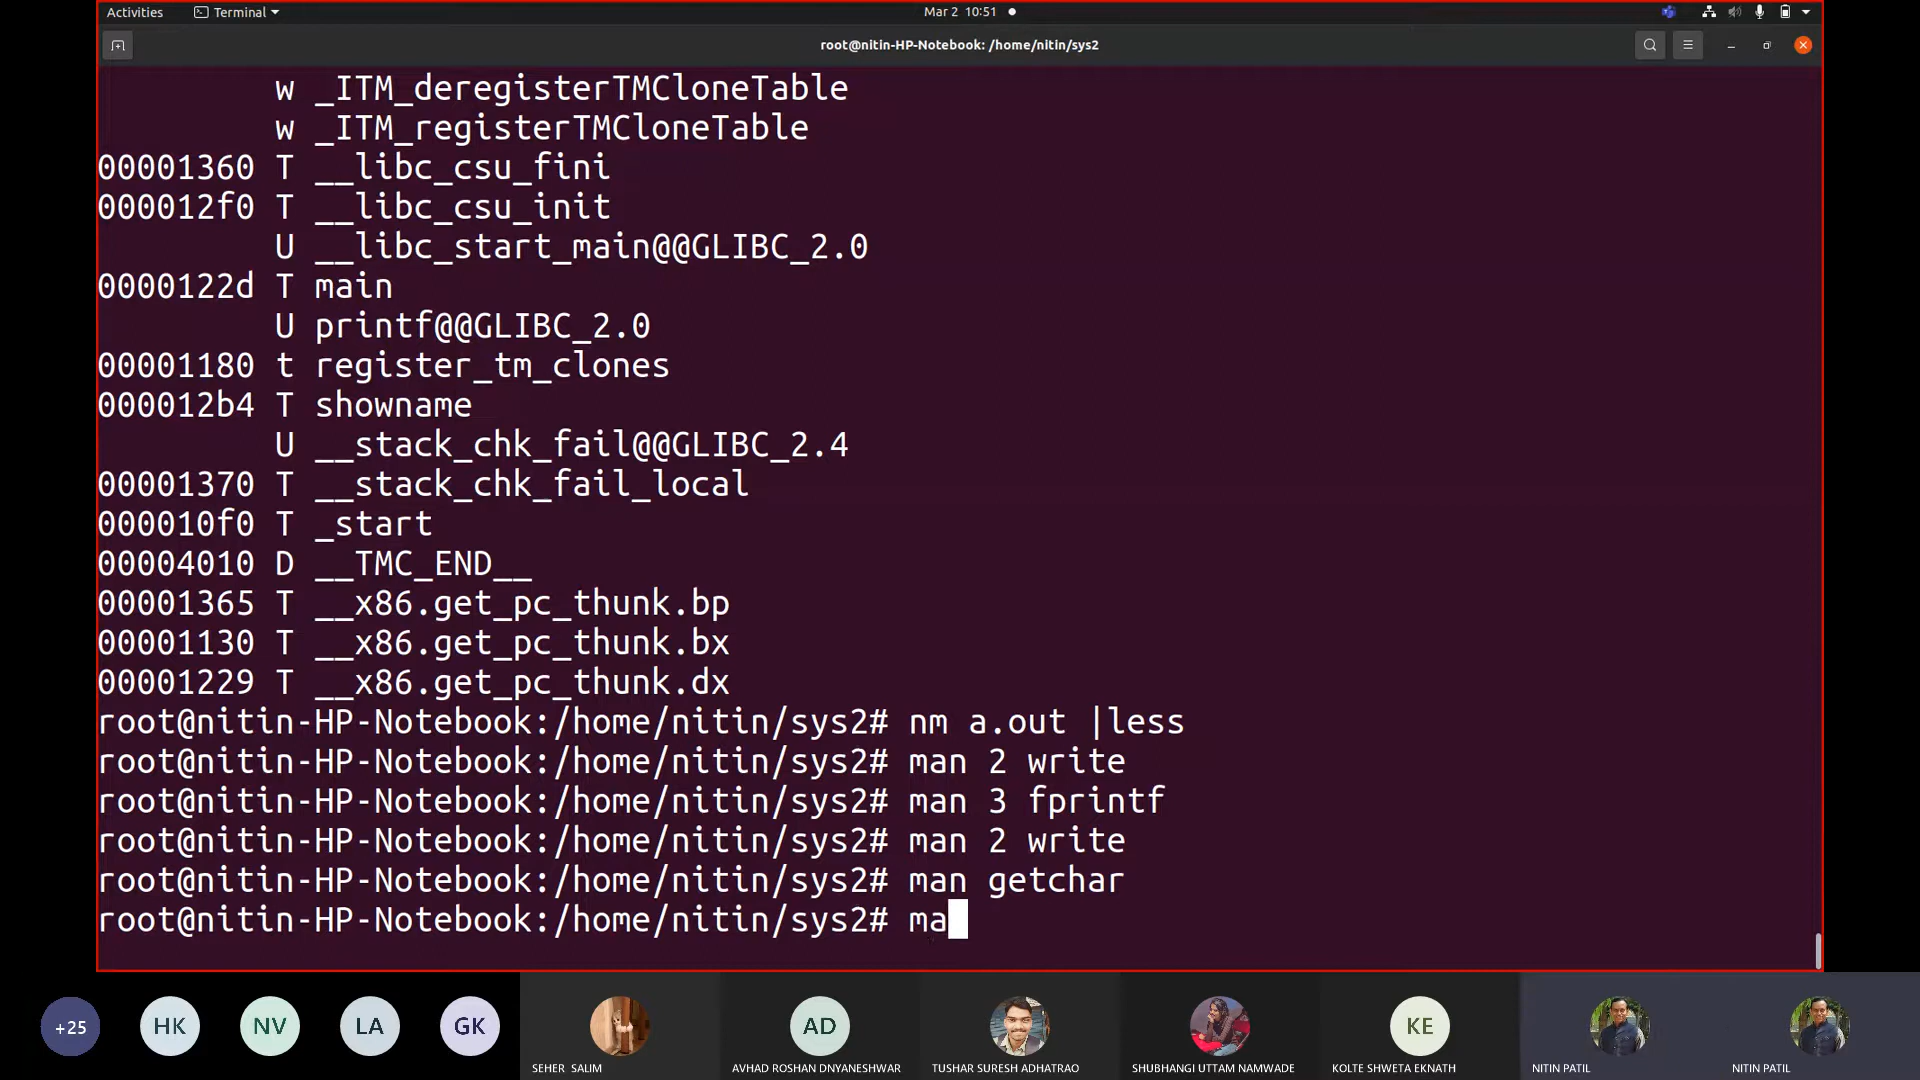 Activities Terminal Mar 2 10:51
root@nitin-HP-Notebook: /home/nitin/sys2
w _ITM_deregisterTMCloneTable
w _ITM_registerTMCloneTable
00001360 T __libc_csu_fini
000012f0 T __libc_csu_init
U __libc_start_main@@GLIBC_2.0
0000122d T main
U printf@@GLIBC_2.0
00001180 t register_tm_clones
000012b4 T showname
U __stack_chk_fail@@GLIBC_2.4
00001370 T __stack_chk_fail_local
000010f0 T _start
00004010 D __TMC_END__
00001365 T __x86.get_pc_thunk.bp
00001130 T __x86.get_pc_thunk.bx
00001229 T __x86.get_pc_thunk.dx
root@nitin-HP-Notebook:/home/nitin/sys2# nm a.out |less
root@nitin-HP-Notebook:/home/nitin/sys2# man 2 write
root@nitin-HP-Notebook:/home/nitin/sys2# man 3 fprintf
root@nitin-HP-Notebook:/home/nitin/sys2# man 2 write
root@nitin-HP-Notebook:/home/nitin/sys2# man getchar
root@nitin-HP-Notebook:/home/nitin/sys2# ma
+25 HK NV LA GK AD KE
SEHER SALIM AVHAD ROSHAN DNYANESHWAR TUSHAR SURESH ADHATRAO SHUBHANGI UTTAM NAMWADE KOLTE SHWETA EKNATH NITIN PATIL NITIN PATIL